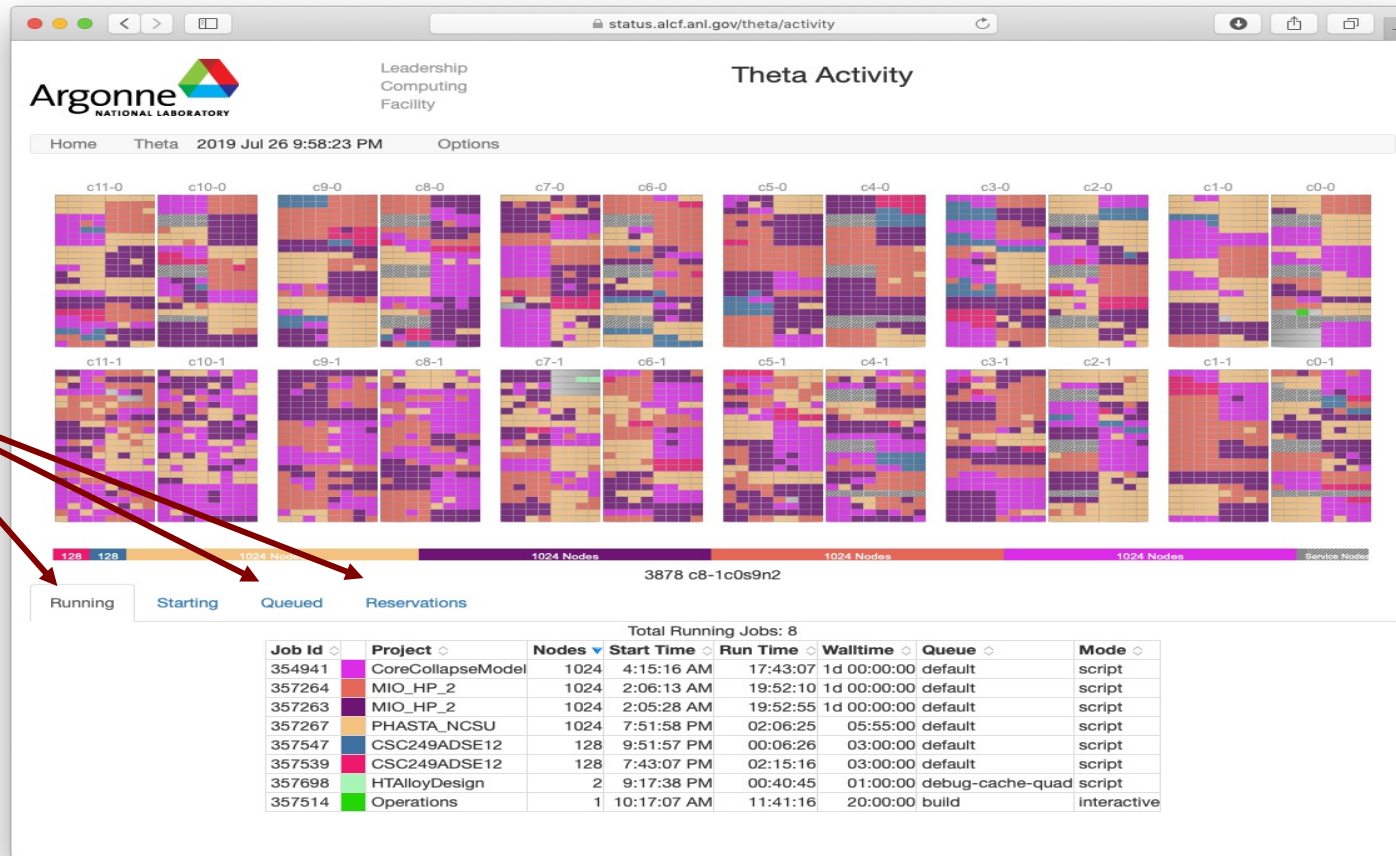 status.alcf.anl.gov/theta/activity
Argonne
NATIONAL LABORATORY
Leadership
Computing
Facility
Theta Activity
Home Theta 2019 Jul 26 9:58:23 PM Options
c11-0 c10-0 c9-0 c8-0 c7-0 c6-0 c5-0 c4-0 c3-0 c2-0 c1-0 c0-0
c11-1 c10-1 c9-1 c8-1 c7-1 c6-1 c5-1 c4-1 c3-1 c2-1 c1-1 c0-1
128 128 1024 Nodes 1024 Nodes 1024 Nodes 1024 Nodes Service Nodes
3878 c8-1c0s9n2
Running Starting Queued Reservations
Total Running Jobs: 8
Job Id Project Nodes Start Time Run Time Walltime Queue Mode
354941 CoreCollapseModel 1024 4:15:16 AM 17:43:07 1d 00:00:00 default script
357264 MIO_HP_2 1024 2:06:13 AM 19:52:10 1d 00:00:00 default script
357263 MIO_HP_2 1024 2:05:28 AM 19:52:55 1d 00:00:00 default script
357267 PHASTA_NCSU 1024 7:51:58 PM 02:06:25 05:55:00 default script
357547 CSC249ADSE12 128 9:51:57 PM 00:06:26 03:00:00 default script
357539 CSC249ADSE12 128 7:43:07 PM 02:15:16 03:00:00 default script
357698 HTAlloyDesign 2 9:17:38 PM 00:40:45 01:00:00 debug-cache-quad script
357514 Operations 1 10:17:07 AM 11:41:16 20:00:00 build interactive